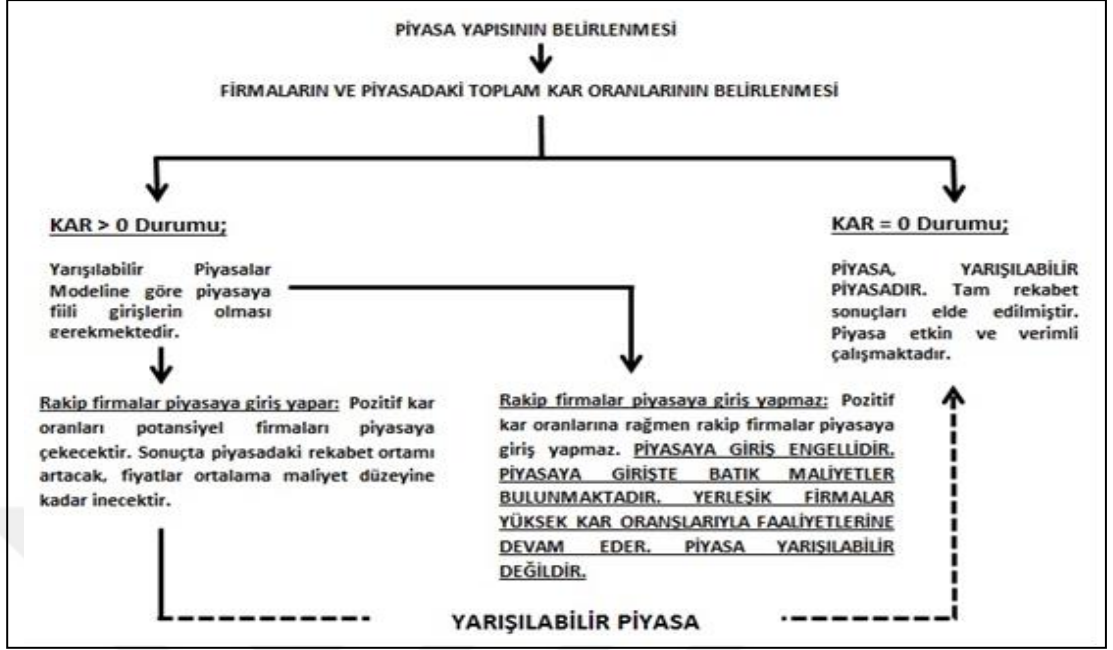 PİYASA YAPISININ BELİRLENMESİ
FİRMALARIN VE PİYASADAKİ TOPLAM KAR ORANLARININ BELİRLENMESİ
KAR > 0 Durumu;
Yarışılabilir Piyasalar
Modeline göre piyasaya
fiili girişlerin olması
gerekmektedir.
KAR = 0 Durumu;
PİYASA, YARIŞILABİLİR
PİYASADIR. Tam rekabet
sonuçları elde edilmiştir.
Piyasa etkin ve verimli
çalışmaktadır.
Rakip firmalar piyasaya giriş yapar: Pozitif kar
oranları potansiyel firmaları piyasaya
çekecektir. Sonuçta piyasadaki rekabet ortamı
artacak, fiyatlar ortalama maliyet düzeyine
kadar inecektir.
Rakip firmalar piyasaya giriş yapmaz: Pozitif
kar oranlarına rağmen rakip firmalar piyasaya
giriş yapmaz. PİYASAYA GİRİŞ ENGELLİDİR.
PİYASAYA GİRİŞTE BATIK MALİYETLER
BULUNMAKTADIR. YERLEŞİK FİRMALAR
YÜKSEK KAR ORANSLARIYLA FAALİYETLERİNE
DEVAM EDER. PİYASA YARIŞILABİLİR
DEĞİLDİR.
YARIŞILABİLİR PİYASA